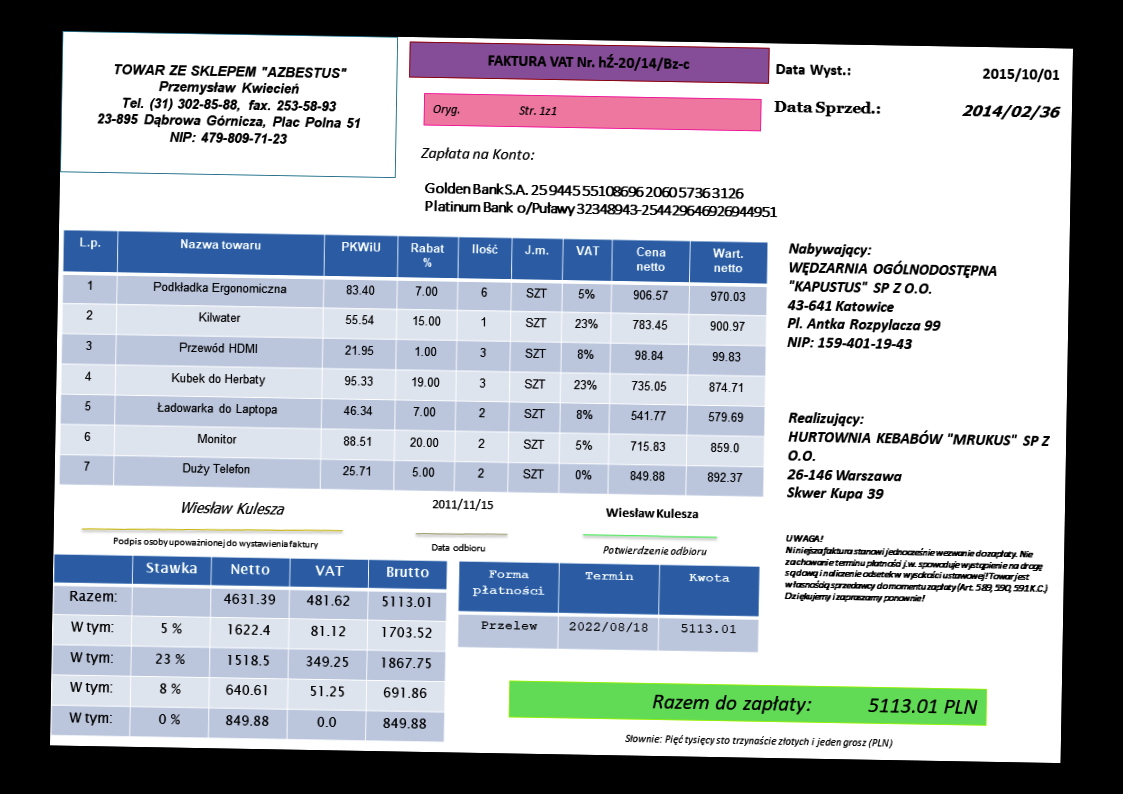 TOWAR ZE SKLEPEM "AZBESTUS"
Przemysław Kwiecień
Tel. (31) 302-85-88, fax. 253-58-93
23-895 Dąbrowa Górnicza, Plac Polna 51
NIP: 479-809-71-23
FAKTURA VAT Nr. hŹ-20/14/Bz-c
Oryg. Str. 1z1
Data Wyst.: 2015/10/01
Data Sprzed.: 2014/02/36
Zapłata na Konto:
Golden Bank S.A. 25 9445 5510 8696 2060 5736 3126
Platinum Bank o/Puławy 32348943-254429646926944951
L.p. Nazwa towaru PKWiU Rabat % Ilość J.m. VAT Cena netto Wart. netto
1 Podkładka Ergonomiczna 83.40 7.00 6 SZT 5% 906.57 970.03
2 Kilwater 55.54 15.00 1 SZT 23% 783.45 900.97
3 Przewód HDMI 21.95 1.00 3 SZT 8% 98.84 99.83
4 Kubek do Herbaty 95.33 19.00 3 SZT 23% 735.05 874.71
5 Ładowarka do Laptopa 46.34 7.00 2 SZT 8% 541.77 579.69
6 Monitor 88.51 20.00 2 SZT 5% 715.83 859.0
7 Duży Telefon 25.71 5.00 2 SZT 0% 849.88 892.37
Nabywający:
WĘDZARNIA OGÓLNODOSTĘPNA
"KAPUSTUS" SP Z O.O.
43-641 Katowice
Pl. Antka Rozpylacza 99
NIP: 159-401-19-43
Realizujący:
HURTOWNIA KEBABÓW "MRUKUS" SP Z
O.O.
26-146 Warszawa
Skwer Kupa 39
Wiesław Kulesza
Podpis osoby upoważnionej do wystawienia faktury
2011/11/15
Data odbioru
Wiesław Kulesza
Potwierdzenie odbioru
UWAGA!
Niniejsza faktura stanowi jednocześnie wezwanie do zapłaty. Nie
zachowanie terminu płatności j.w. spowoduje wystąpienie na drogę
sądową i naliczenie odsetek w wysokości ustawowej! Towar jest
własnością sprzedawcy do momentu zapłaty (Art. 589, 590, 591 K.C.)
Dziękujemy i zapraszamy ponownie!
Stawka Netto VAT Brutto
Razem: 4631.39 481.62 5113.01
W tym: 5 % 1622.4 81.12 1703.52
W tym: 23 % 1518.5 349.25 1867.75
W tym: 8 % 640.61 51.25 691.86
W tym: 0 % 849.88 0.0 849.88
Forma płatności Termin Kwota
Przelew 2022/08/18 5113.01
Razem do zapłaty: 5113.01 PLN
Słownie: Pięć tysięcy sto trzynaście złotych i jeden grosz (PLN)